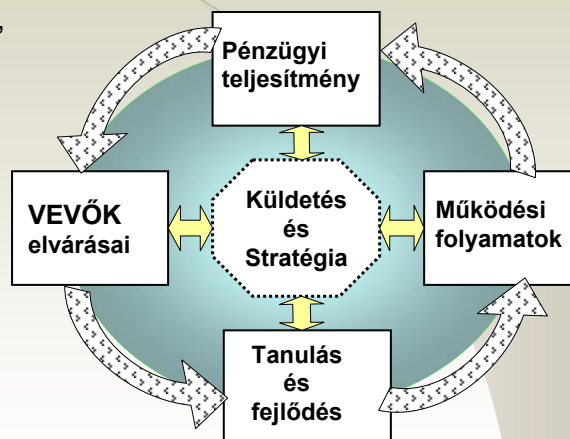 ,
Pénzügyi
teljesítmény
VEVŐK
elvárásai
Küldetés
és
Stratégia
Működési
folyamatok
Tanulás
és
fejlődés